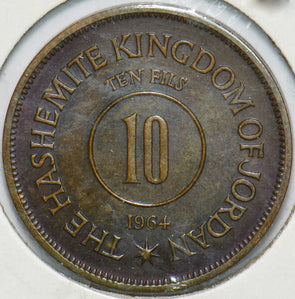 THE HASHEMITE KINGDOM OF JORDAN
TEN FILS
10
1964